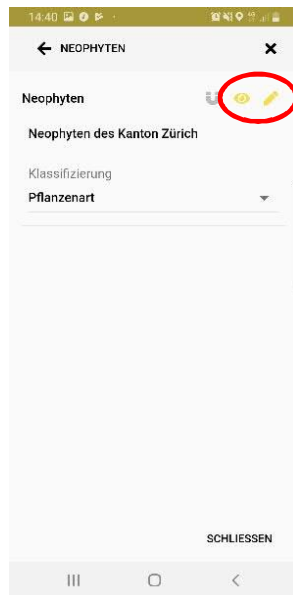 14:40
NEOPHYTEN
Neophyten
Neophyten des Kanton Zürich
Klassifizierung
Pflanzenart
SCHLIESSEN